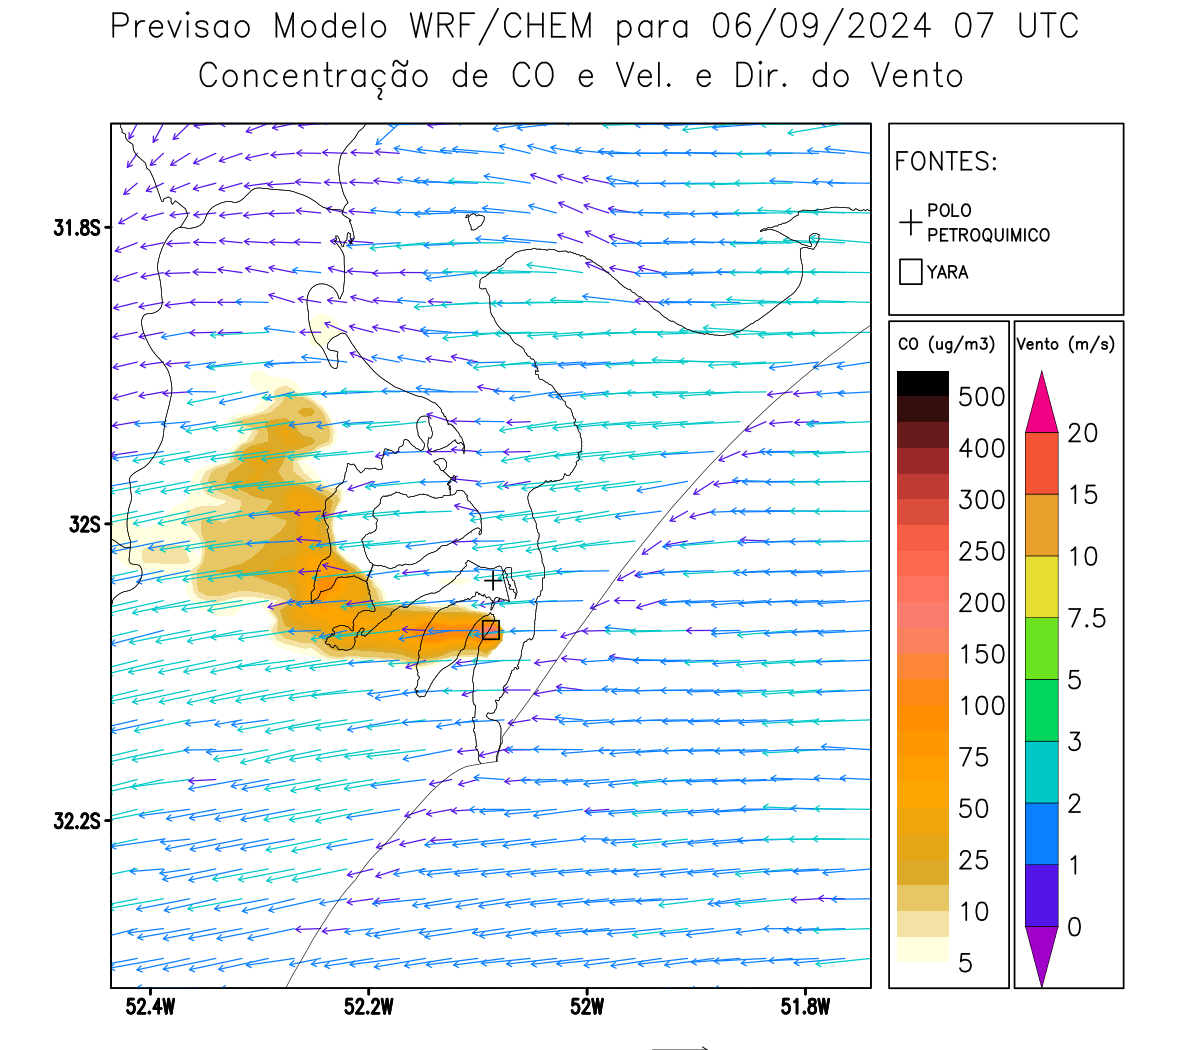 Previsao Modelo WRF/CHEM para 06/09/2024 07 UTC
Concentração de CO e Vel. e Dir. do Vento
FONTES:
POLO
PETROQUIMICO
YARA
CO (ug/m3)
500
400
300
250
200
150
100
75
50
25
10
5
Vento (m/s)
20
15
10
7.5
5
3
2
1
0
31.8S
32S
32.2S
52.4W
52.2W
52W
51.8W